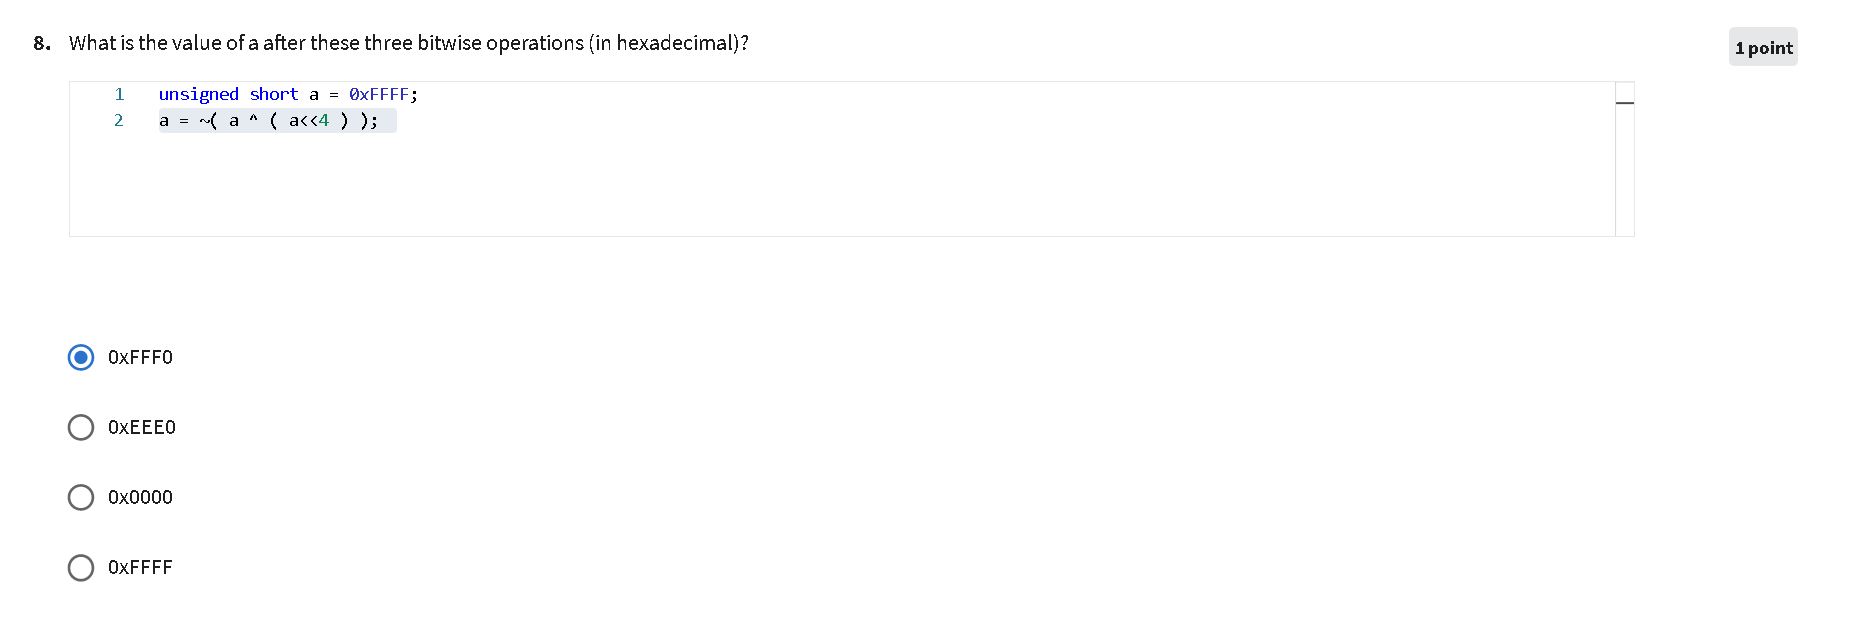 8. What is the value of a after these three bitwise operations (in hexadecimal)?
1 point
1 unsigned short a = 0xFFFF;
2 a = ~( a ^ ( a<<4 ) );
0xFFF0
0xEEE0
0x0000
0xFFFF